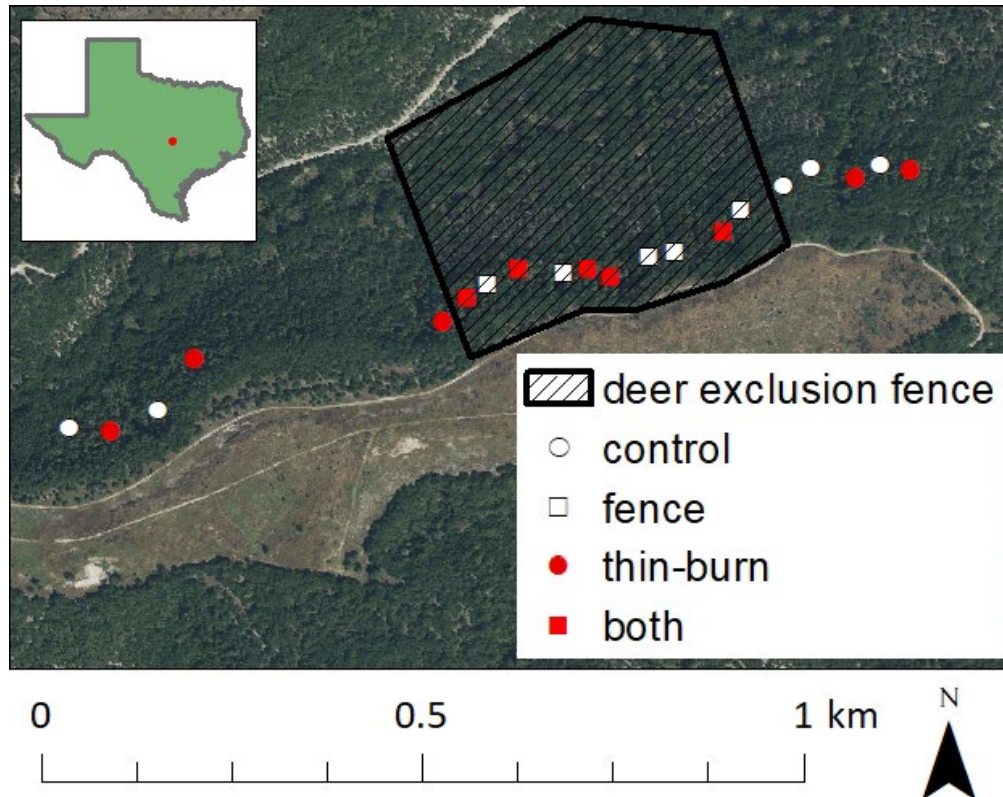 deer exclusion fence
control
fence
thin-burn
both
0 0.5 1 km
N